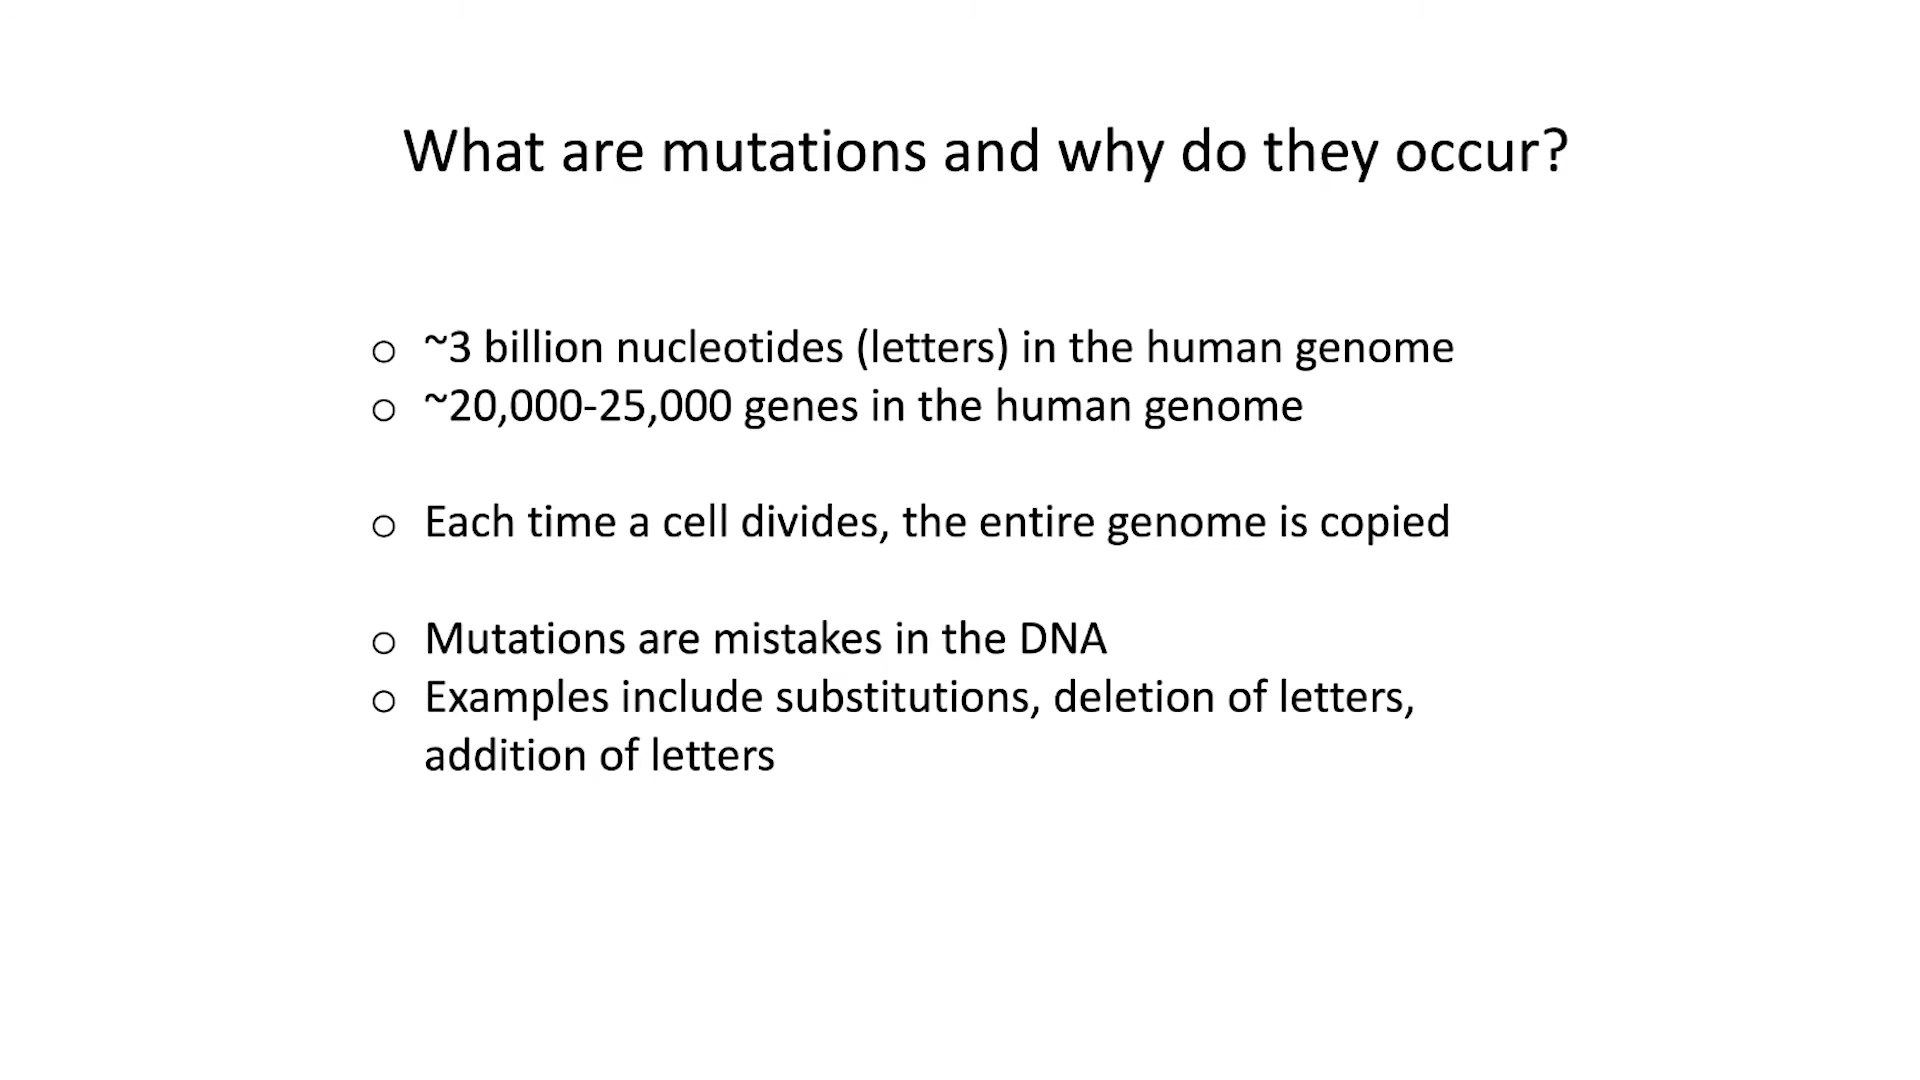 What are mutations and why do they occur?
○ ~3 billion nucleotides (letters) in the human genome
○ ~20,000-25,000 genes in the human genome
○ Each time a cell divides, the entire genome is copied
○ Mutations are mistakes in the DNA
○ Examples include substitutions, deletion of letters,
addition of letters